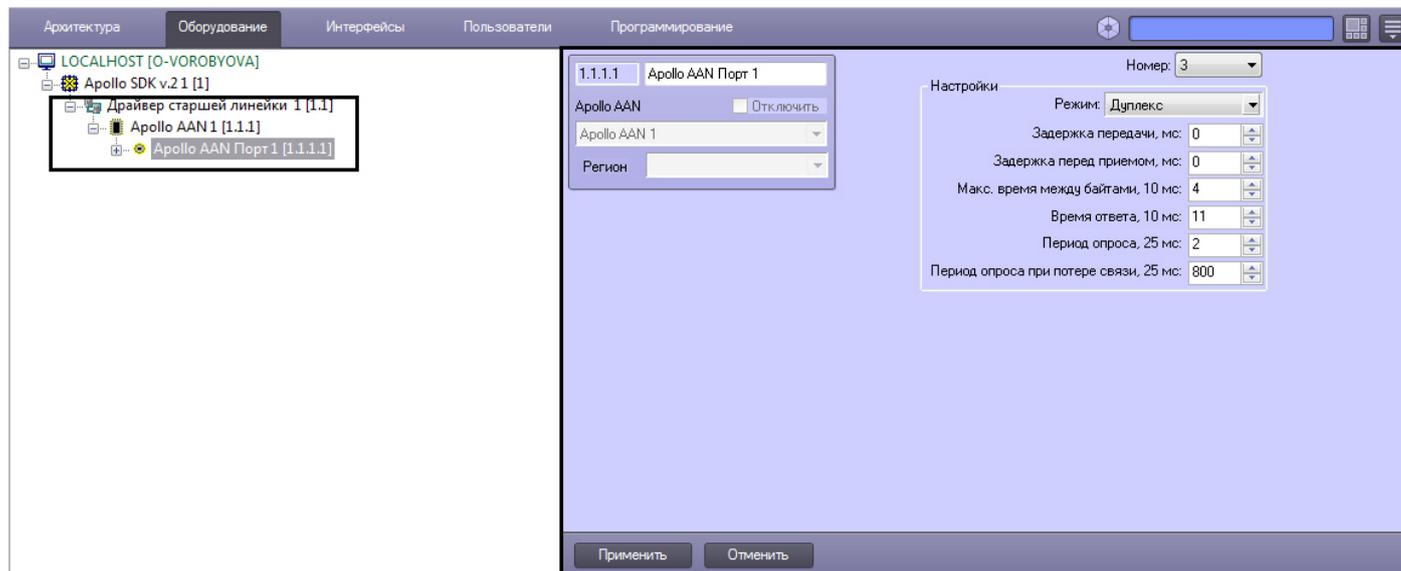 Архитектура Оборудование Интерфейсы Пользователи Программирование
LOCALHOST [O-VOROBYOVA]
Apollo SDK v.2 1 [1]
Драйвер старшей линейки 1 [1.1]
Apollo AAN 1 [1.1.1]
Apollo AAN Порт 1 [1.1.1.1]
1.1.1.1 Apollo AAN Порт 1
Apollo AAN Отключить
Apollo AAN 1
Регион
Номер: 3
Настройки
Режим: Дуплекс
Задержка передачи, мс: 0
Задержка перед приемом, мс: 0
Макс. время между байтами, 10 мс: 4
Время ответа, 10 мс: 11
Период опроса, 25 мс: 2
Период опроса при потере связи, 25 мс: 800
Применить Отменить